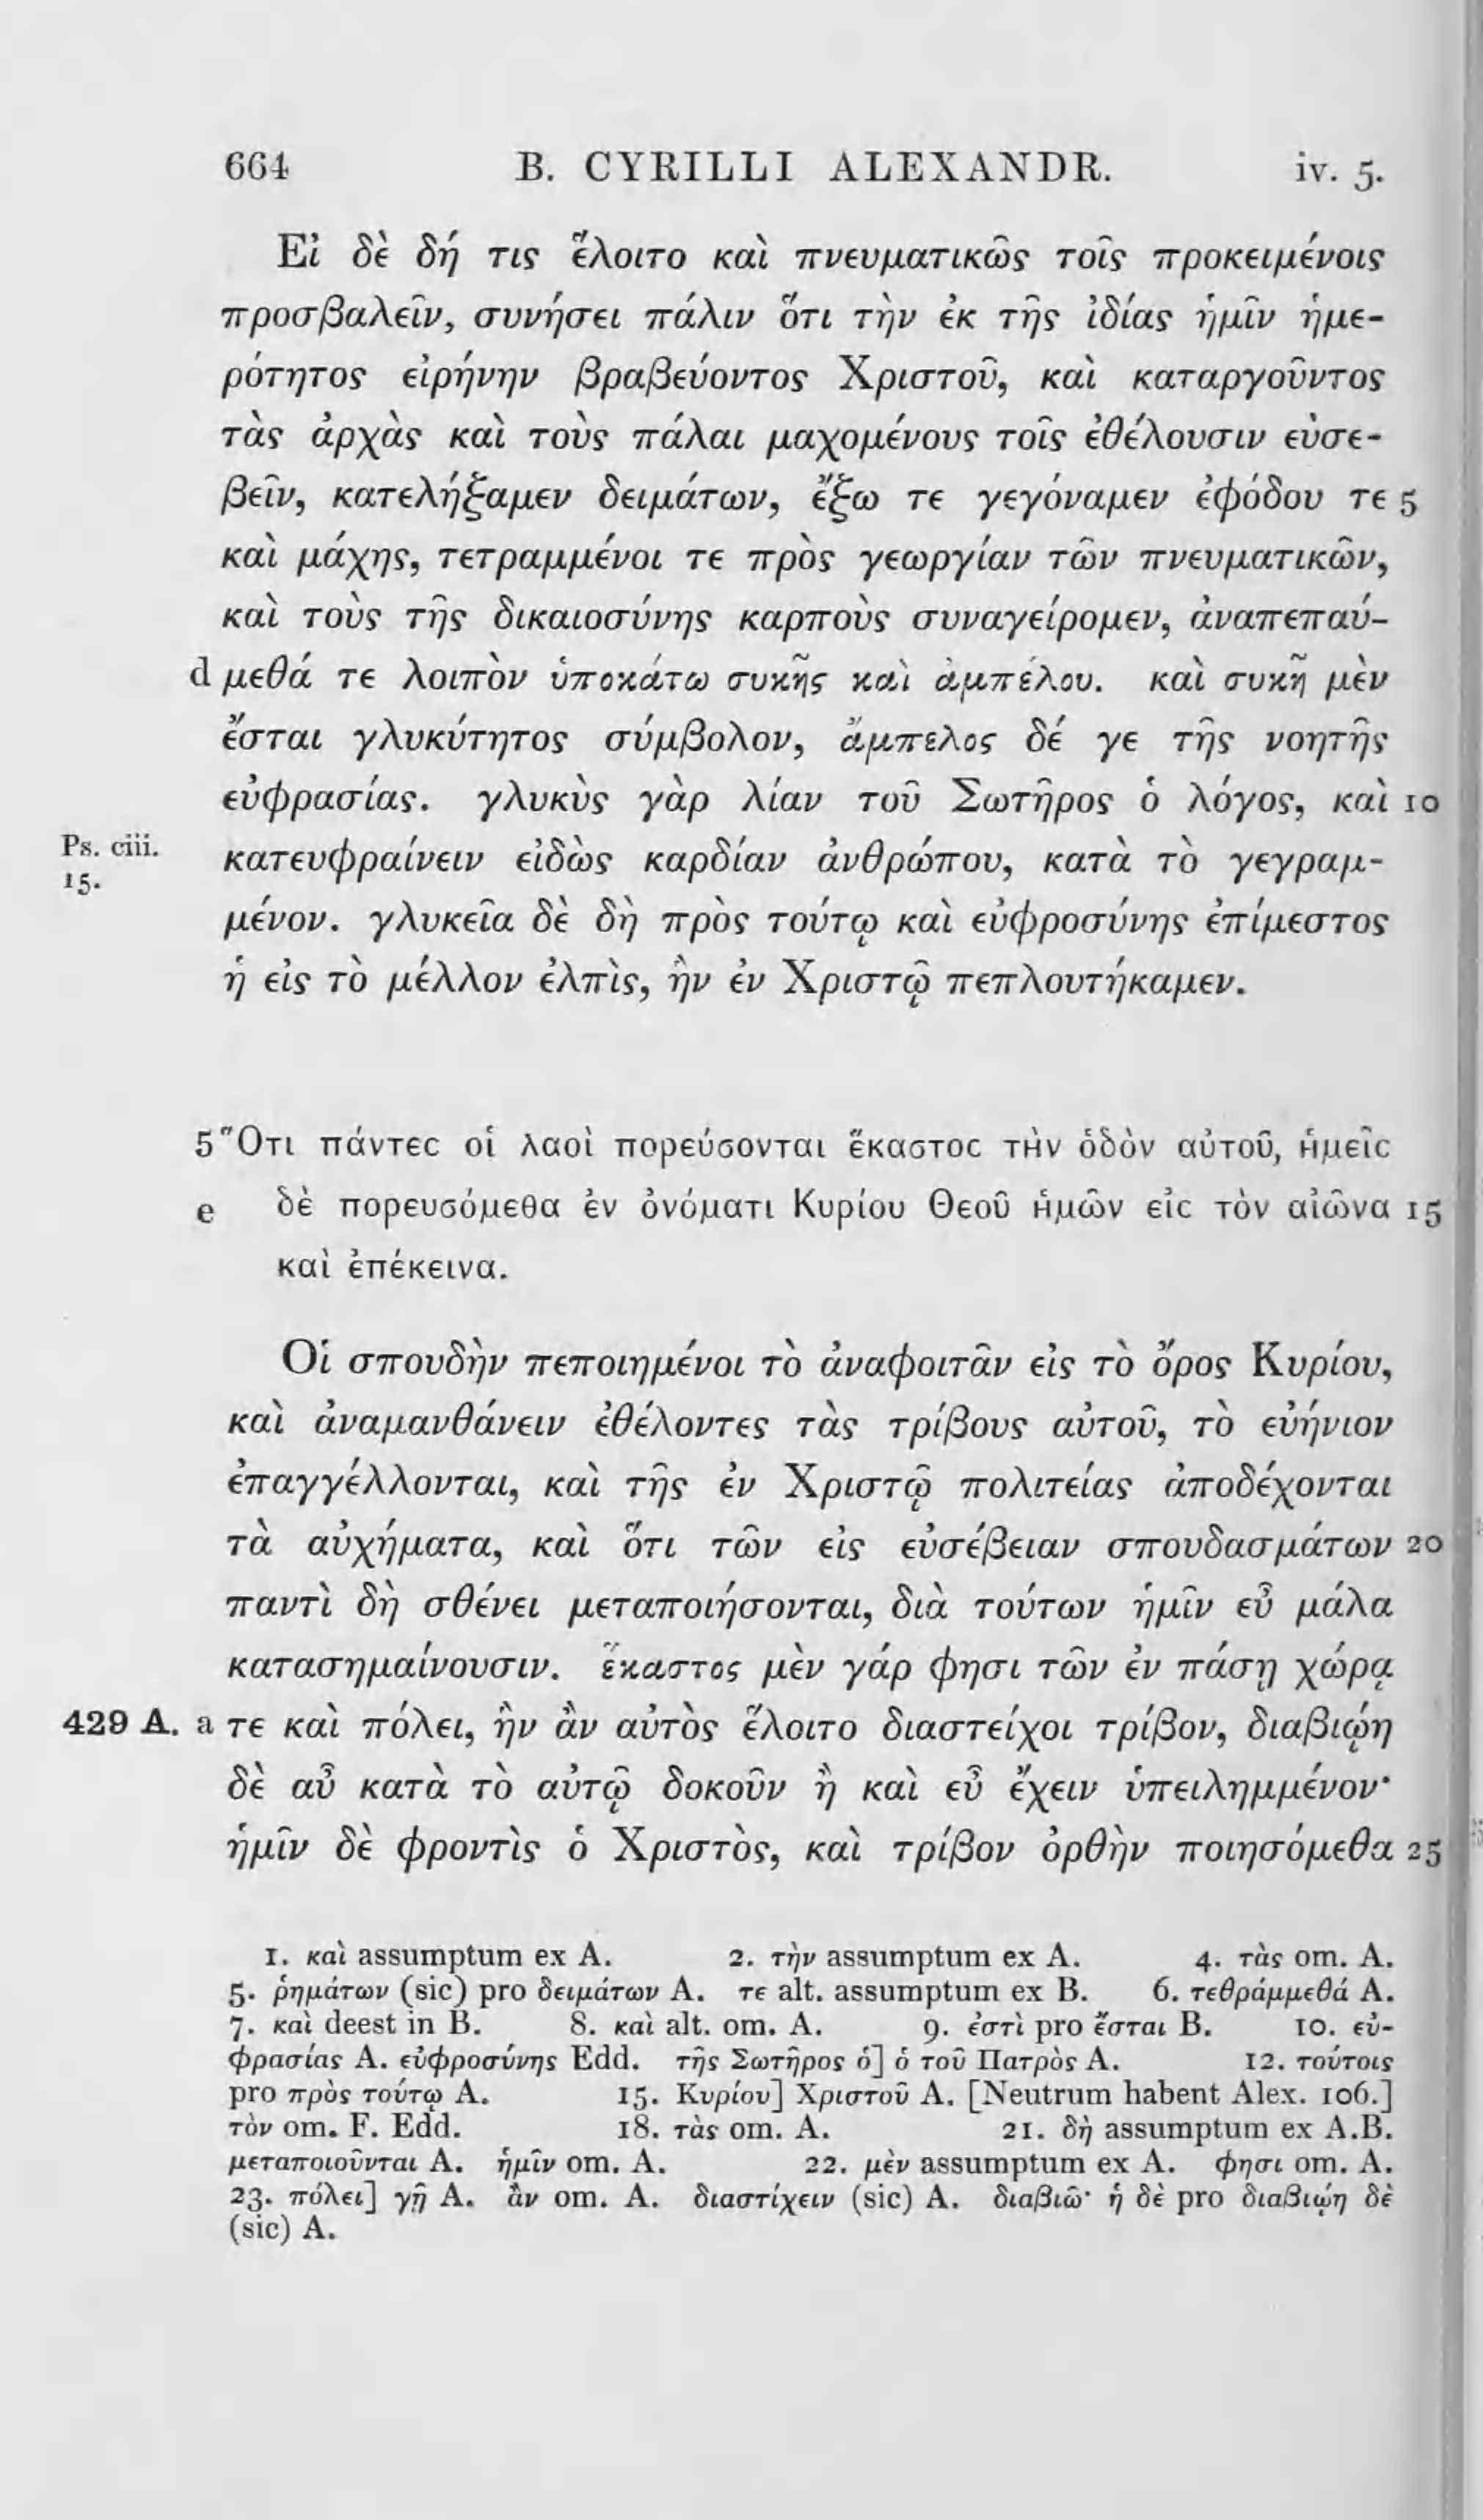 664 B. CYRILLI ALEXANDR. iv. 5.
Εἰ δὲ δή τις ἕλοιτο καὶ πνευματικῶς τοῖς προκειμένοις
προσβαλεῖν, συνήσει πάλιν ὅτι τὴν ἐκ τῆς ἰδίας ἡμῖν ἡμε-
ρότητος εἰρήνην βραβεύοντος Χριστοῦ, καὶ καταργοῦντος
τὰς ἀρχὰς καὶ τοὺς πάλαι μαχομένους τοῖς ἐθέλουσιν εὐσε-
βεῖν, κατελήξαμεν δειμάτων, ἔξω τε γεγόναμεν ἐφόδου τε 5
καὶ μάχης, τετραμμένοι τε πρὸς γεωργίαν τῶν πνευματικῶν,
καὶ τοὺς τῆς δικαιοσύνης καρποὺς συναγείρομεν, ἀναπεπαύ-
d μεθά τε λοιπὸν ὑποκάτω συκῆς καὶ ἀμπέλου. καὶ συκῆ μὲν
ἔσται γλυκύτητος σύμβολον, ἄμπελος δέ γε τῆς νοητῆς
εὐφρασίας. γλυκὺς γὰρ λίαν τοῦ Σωτῆρος ὁ λόγος, καὶ 10
Ps. ciii. 15. κατευφραίνειν εἰδὼς καρδίαν ἀνθρώπου, κατὰ τὸ γεγραμ-
μένον. γλυκεῖα δὲ δὴ πρὸς τούτῳ καὶ εὐφροσύνης ἐπίμεστος
ἡ εἰς τὸ μέλλον ἐλπὶς, ἣν ἐν Χριστῷ πεπλουτήκαμεν.
5 Ὅτι πάντες οἱ λαοὶ πορεύσονται ἕκαστος τὴν ὁδὸν αὐτοῦ, ἡμεῖς
e δὲ πορευσόμεθα ἐν ὀνόματι Κυρίου Θεοῦ ἡμῶν εἰς τὸν αἰῶνα 15
καὶ ἐπέκεινα.
Οἱ σπουδὴν πεποιημένοι τὸ ἀναφοιτᾶν εἰς τὸ ὄρος Κυρίου,
καὶ ἀναμανθάνειν ἐθέλοντες τὰς τρίβους αὐτοῦ, τὸ εὐήνιον
ἐπαγγέλλονται, καὶ τῆς ἐν Χριστῷ πολιτείας ἀποδέχονται
τὰ αὐχήματα, καὶ ὅτι τῶν εἰς εὐσέβειαν σπουδασμάτων 20
παντὶ δὴ σθένει μεταποιήσονται, διὰ τούτων ἡμῖν εὖ μάλα
κατασημαίνουσιν. ἕκαστος μὲν γάρ φησι τῶν ἐν πάσῃ χώρᾳ
429 A. a τε καὶ πόλει, ἣν ἂν αὐτὸς ἕλοιτο διαστείχοι τρίβον, διαβιῴη
δὲ αὖ κατὰ τὸ αὐτῷ δοκοῦν ἢ καὶ εὖ ἔχειν ὑπειλημμένον·
ἡμῖν δὲ φροντὶς ὁ Χριστὸς, καὶ τρίβον ὀρθὴν ποιησόμεθα 25
1. καὶ assumptum ex A. 2. τὴν assumptum ex A. 4. τὰς om. A.
5. ῥημάτων (sic) pro δειμάτων A. τε alt. assumptum ex B. 6. τεθράμμεθά A.
7. καὶ deest in B. 8. καὶ alt. om. A. 9. ἐστὶ pro ἔσται B. 10. εὐ-
φρασίας A. εὐφροσύνης Edd. τῆς Σωτῆρος ὁ] ὁ τοῦ Πατρὸς A. 12. τούτοις
pro πρὸς τούτῳ A. 15. Κυρίου] Χριστοῦ A. [Neutrum habent Alex. 106.]
τὸν om. F. Edd. 18. τὰς om. A. 21. δὴ assumptum ex A.B.
μεταποιοῦνται A. ἡμῖν om. A. 22. μὲν assumptum ex A. φησι om. A.
23. πόλει] γῇ A. ἂν om. A. διαστίχειν (sic) A. διαβιῶ· ἡ δὲ pro διαβιῴη δὲ
(sic) A.